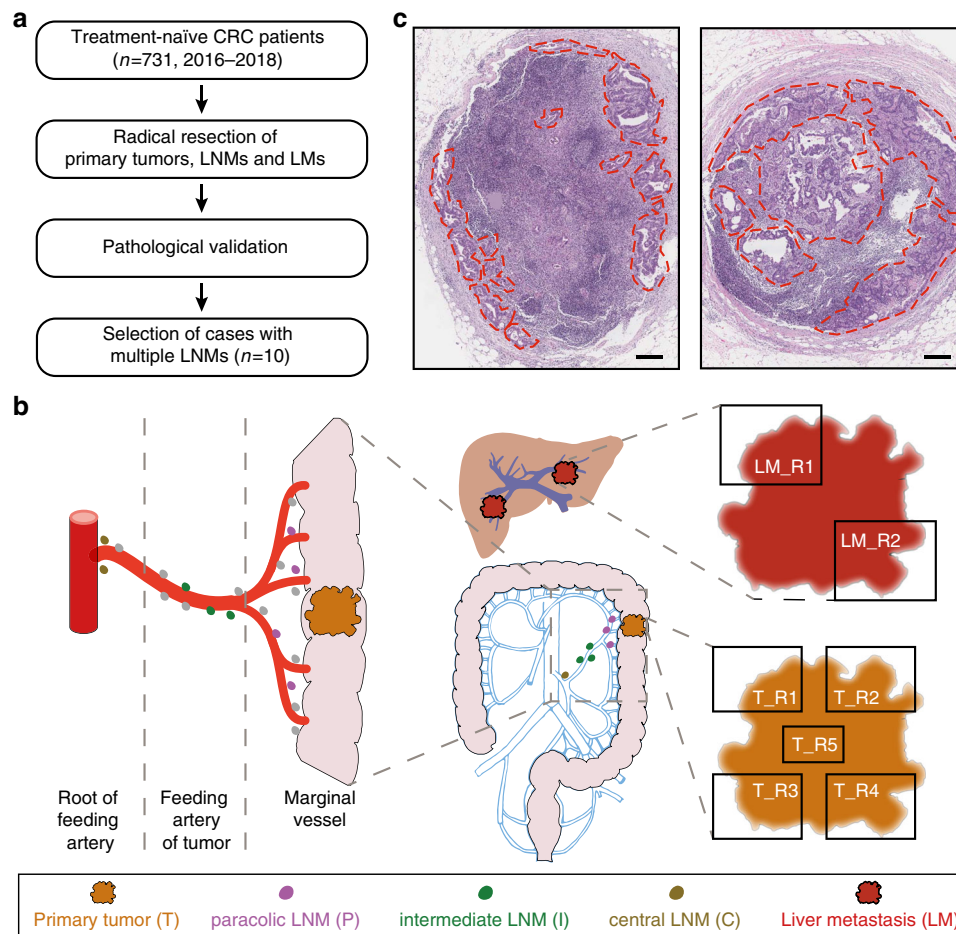 a
Treatment-naïve CRC patients
(n=731, 2016–2018)
Radical resection of
primary tumors, LNMs and LMs
Pathological validation
Selection of cases with
multiple LNMs (n=10)
c
b
Root of
feeding
artery
Feeding
artery
of tumor
Marginal
vessel
LM_R1
LM_R2
T_R1
T_R2
T_R5
T_R3
T_R4
Primary tumor (T)
paracolic LNM (P)
intermediate LNM (I)
central LNM (C)
Liver metastasis (LM)